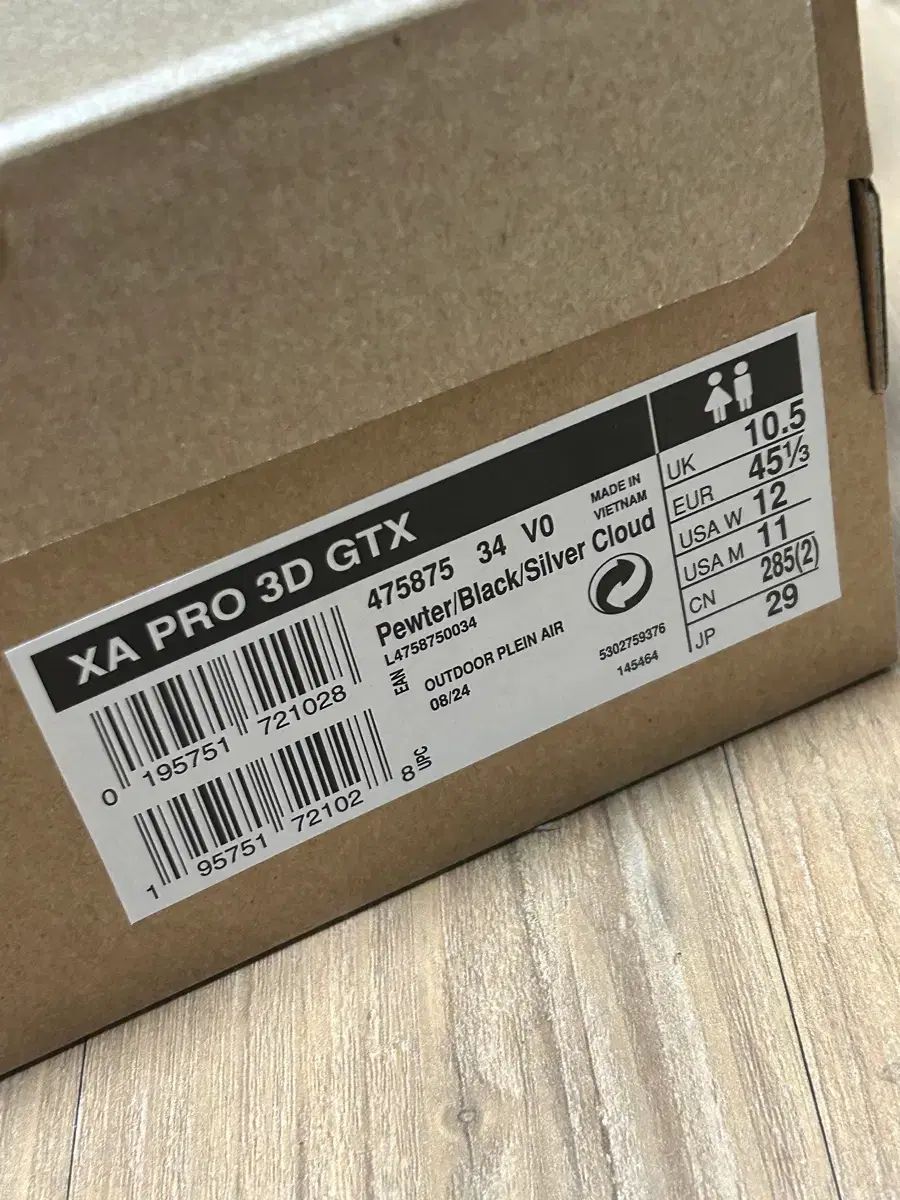 XA PRO 3D GTX
475875 34 V0
MADE IN
VIETNAM
Pewter/Black/Silver Cloud
L4758750034
EAN
OUTDOOR PLEIN AIR
08/24
5302759376
145464
0 195751 721028
1 95751 72102 8
UPC
UK 10.5
EUR 45⅓
USA W 12
USA M 11
CN 285(2)
JP 29